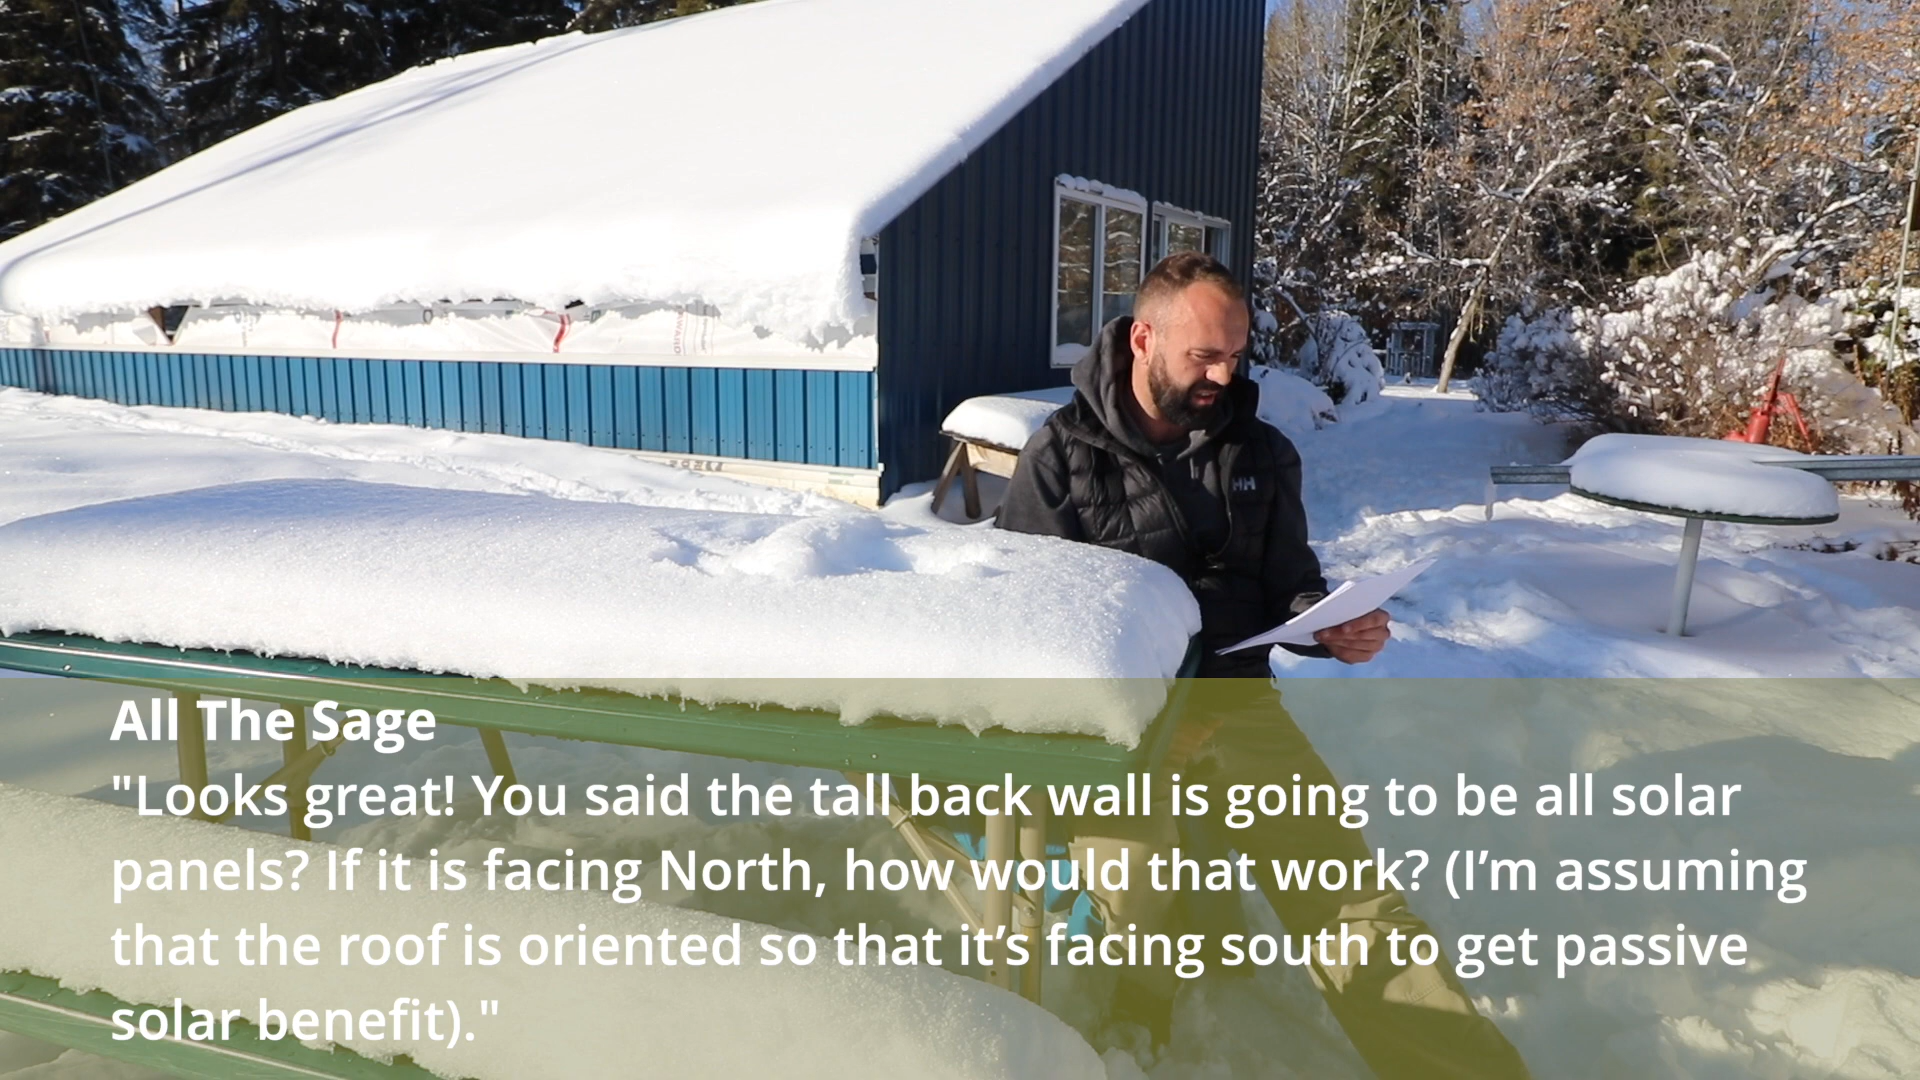 HH
All The Sage
"Looks great! You said the tall back wall is going to be all solar
panels? If it is facing North, how would that work? (I’m assuming
that the roof is oriented so that it’s facing south to get passive
solar benefit)."